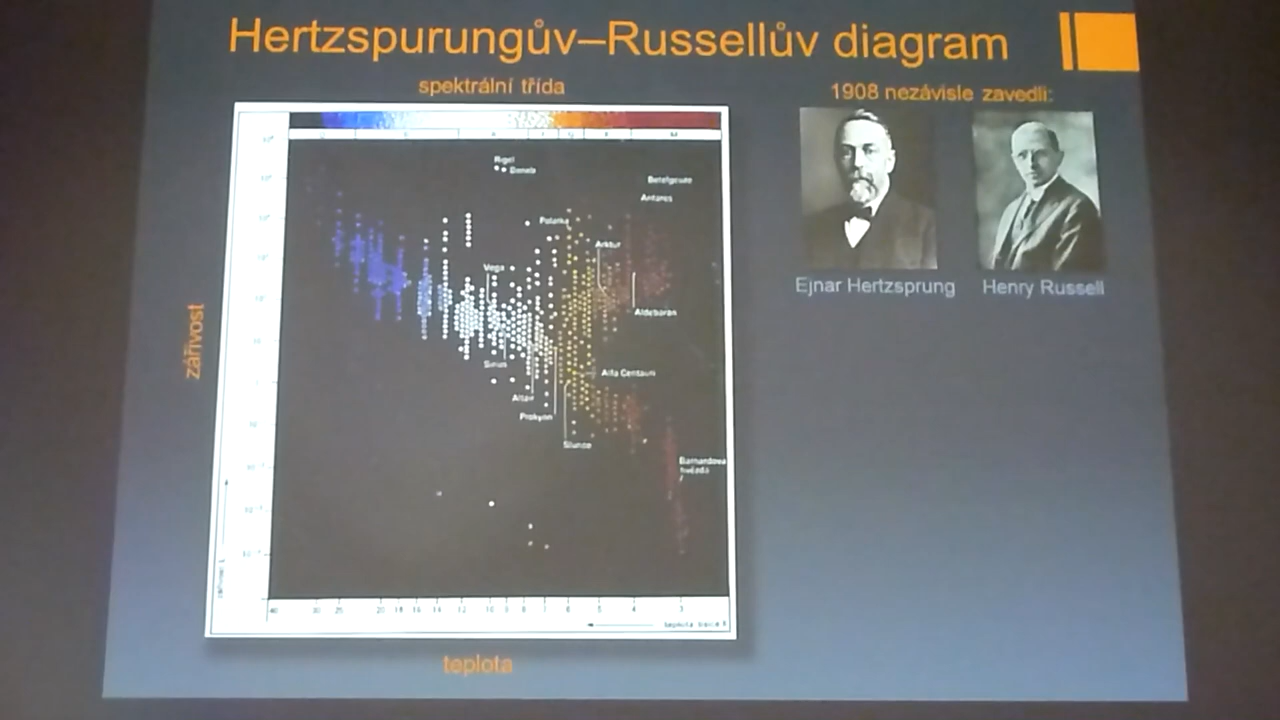 Hertzspurungův–Russellův diagram
spektrální třída
1908 nezávisle zavedli:
Rigel
Deneb
Betelgeuze
Antares
Polárka
Arktur
Vega
Aldebaran
Sirius
Alfa Centauri
Altair
Prokyon
Slunce
Barnardova
hvězda
zářivost
Ejnar Hertzsprung
Henry Russell
40 30 25 20 18 16 14 12 10 9 8 7 6 5 4 3
teplota